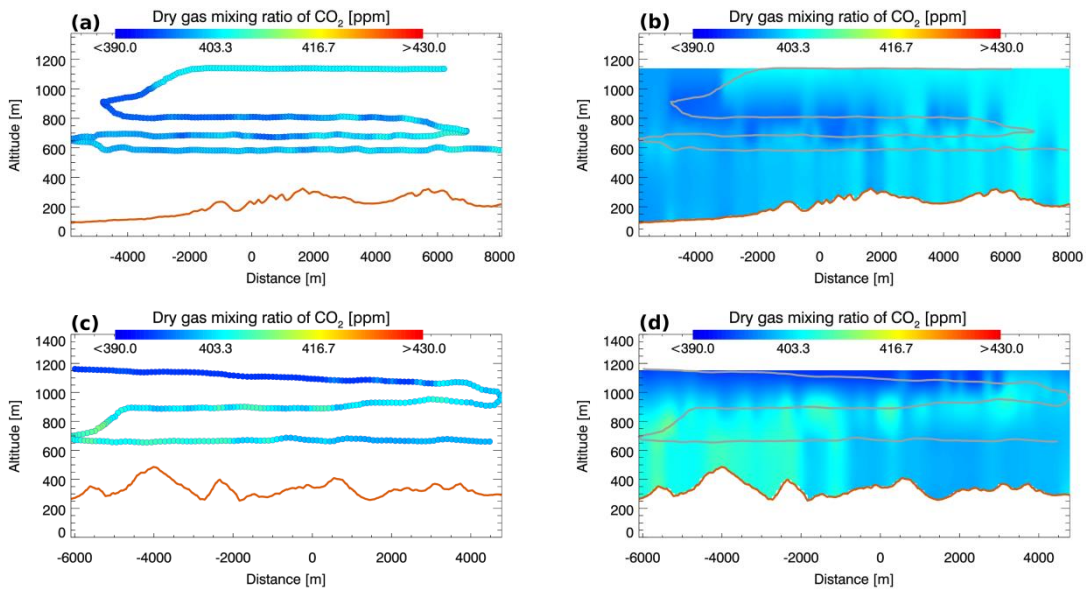 (a) Dry gas mixing ratio of CO₂ [ppm]
<390.0 403.3 416.7 >430.0
1200
1000
800
600
400
200
0
Altitude [m]
-4000 -2000 0 2000 4000 6000 8000
Distance [m]
(b) Dry gas mixing ratio of CO₂ [ppm]
<390.0 403.3 416.7 >430.0
1200
1000
800
600
400
200
0
Altitude [m]
-4000 -2000 0 2000 4000 6000 8000
Distance [m]
(c) Dry gas mixing ratio of CO₂ [ppm]
1400
<390.0 403.3 416.7 >430.0
1200
1000
800
600
400
200
0
Altitude [m]
-6000 -4000 -2000 0 2000 4000
Distance [m]
(d) Dry gas mixing ratio of CO₂ [ppm]
1400
<390.0 403.3 416.7 >430.0
1200
1000
800
600
400
200
0
Altitude [m]
-6000 -4000 -2000 0 2000 4000
Distance [m]